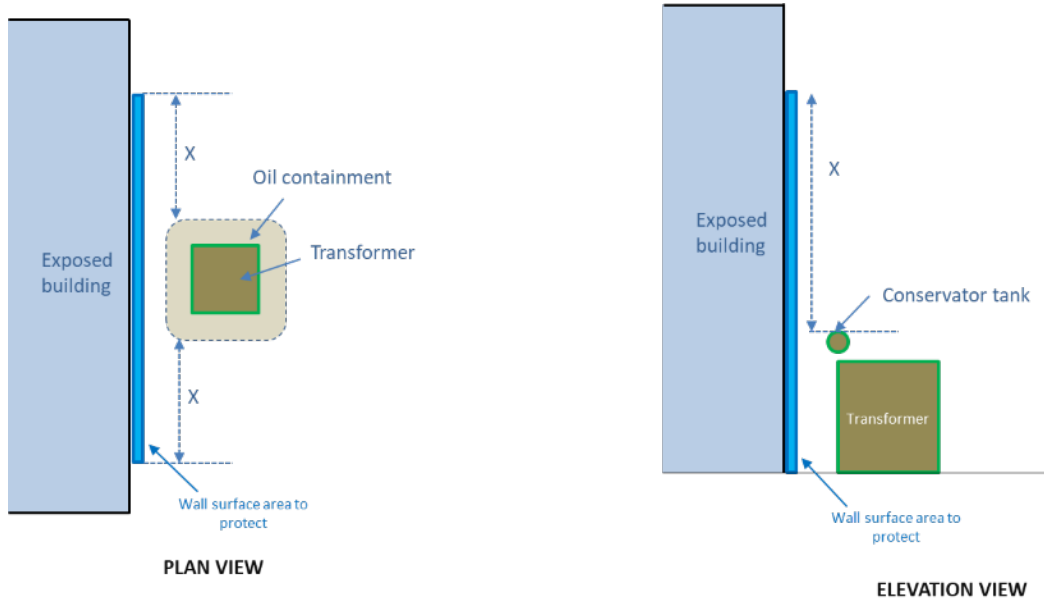 X
Oil containment
Exposed
building
Transformer
X
Wall surface area to
protect
PLAN VIEW
X
Exposed
building
Conservator tank
Transformer
Wall surface area to
protect
ELEVATION VIEW